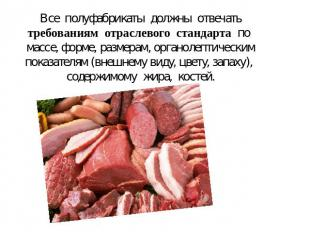 Все полуфабрикаты должны отвечать
требованиям отраслевого стандарта по
массе, форме, размерам, органолептическим
показателям (внешнему виду, цвету, запаху),
содержимому жира, костей.